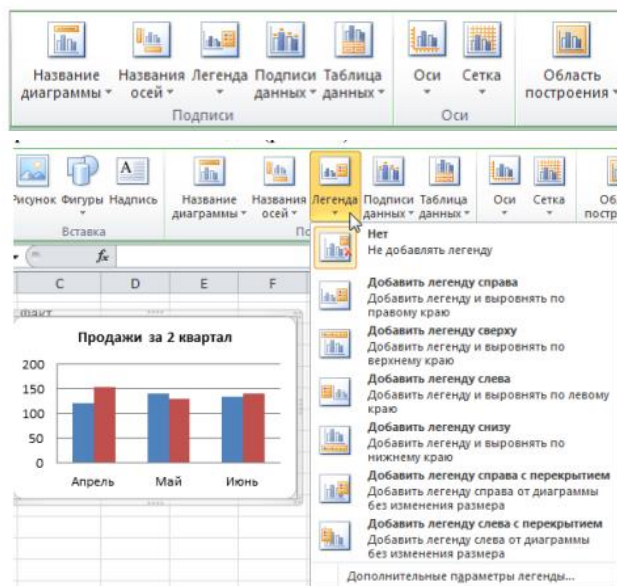 Название Названия Легенда Подписи Таблица Оси Сетка Область
диаграммы осей данных данных построения
Подписи Оси
Рисунок Фигуры Надпись Название Названия Легенда Подписи Таблица Оси Сетка
диаграммы осей данных данных
Вставка
fx
C D E F
факт
Продажи за 2 квартал
200
150
100
50
0
Апрель Май Июнь
Нет
Не добавлять легенду
Добавить легенду справа
Добавить легенду и выровнять по
правому краю
Добавить легенду сверху
Добавить легенду и выровнять по
верхнему краю
Добавить легенду слева
Добавить легенду и выровнять по левому
краю
Добавить легенду снизу
Добавить легенду и выровнять по
нижнему краю
Добавить легенду справа с перекрытием
Добавить легенду справа от диаграммы
без изменения размера
Добавить легенду слева с перекрытием
Добавить легенду слева от диаграммы
без изменения размера
Дополнительные параметры легенды...